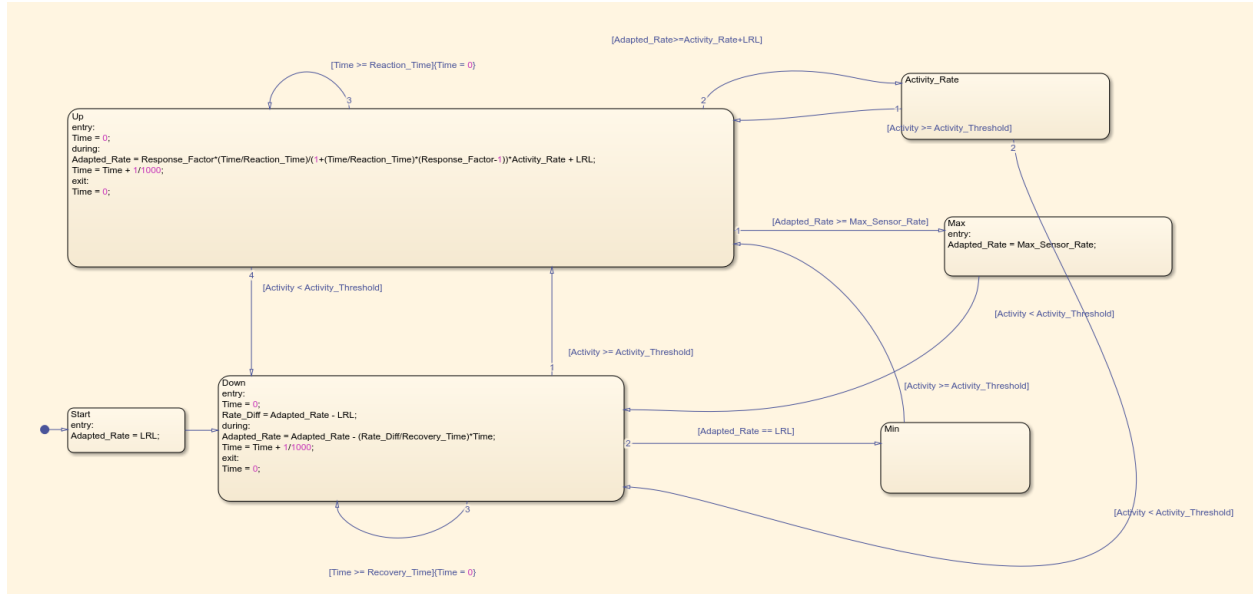 [Adapted_Rate>=Activity_Rate+LRL]
[Time >= Reaction_Time]{Time = 0}
3
2
Activity_Rate
1
[Activity >= Activity_Threshold]
2
Up
entry:
Time = 0;
during:
Adapted_Rate = Response_Factor*(Time/Reaction_Time)/(1+(Time/Reaction_Time)*(Response_Factor-1))*Activity_Rate + LRL;
Time = Time + 1/1000;
exit:
Time = 0;
1
[Adapted_Rate >= Max_Sensor_Rate]
Max
entry:
Adapted_Rate = Max_Sensor_Rate;
4
[Activity < Activity_Threshold]
[Activity < Activity_Threshold]
[Activity >= Activity_Threshold]
1
[Activity >= Activity_Threshold]
Start
entry:
Adapted_Rate = LRL;
Down
entry:
Time = 0;
Rate_Diff = Adapted_Rate - LRL;
during:
Adapted_Rate = Adapted_Rate - (Rate_Diff/Recovery_Time)*Time;
Time = Time + 1/1000;
exit:
Time = 0;
2
[Adapted_Rate == LRL]
Min
3
[Activity < Activity_Threshold]
[Time >= Recovery_Time]{Time = 0}